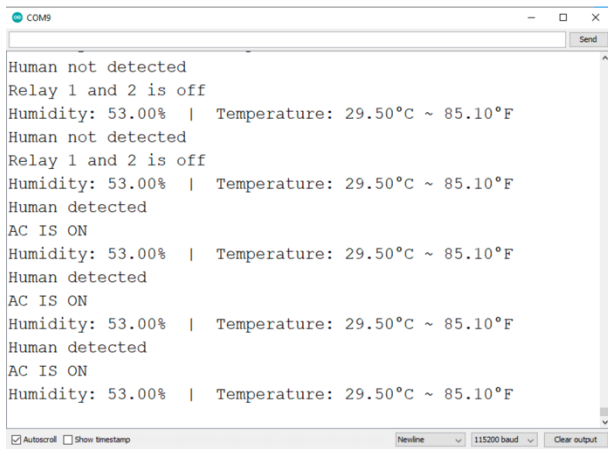 COM9
Send
Human not detected
Relay 1 and 2 is off
Humidity: 53.00% | Temperature: 29.50°C ~ 85.10°F
Human not detected
Relay 1 and 2 is off
Humidity: 53.00% | Temperature: 29.50°C ~ 85.10°F
Human detected
AC IS ON
Humidity: 53.00% | Temperature: 29.50°C ~ 85.10°F
Human detected
AC IS ON
Humidity: 53.00% | Temperature: 29.50°C ~ 85.10°F
Human detected
AC IS ON
Humidity: 53.00% | Temperature: 29.50°C ~ 85.10°F
Autoscroll Show timestamp Newline 115200 baud Clear output